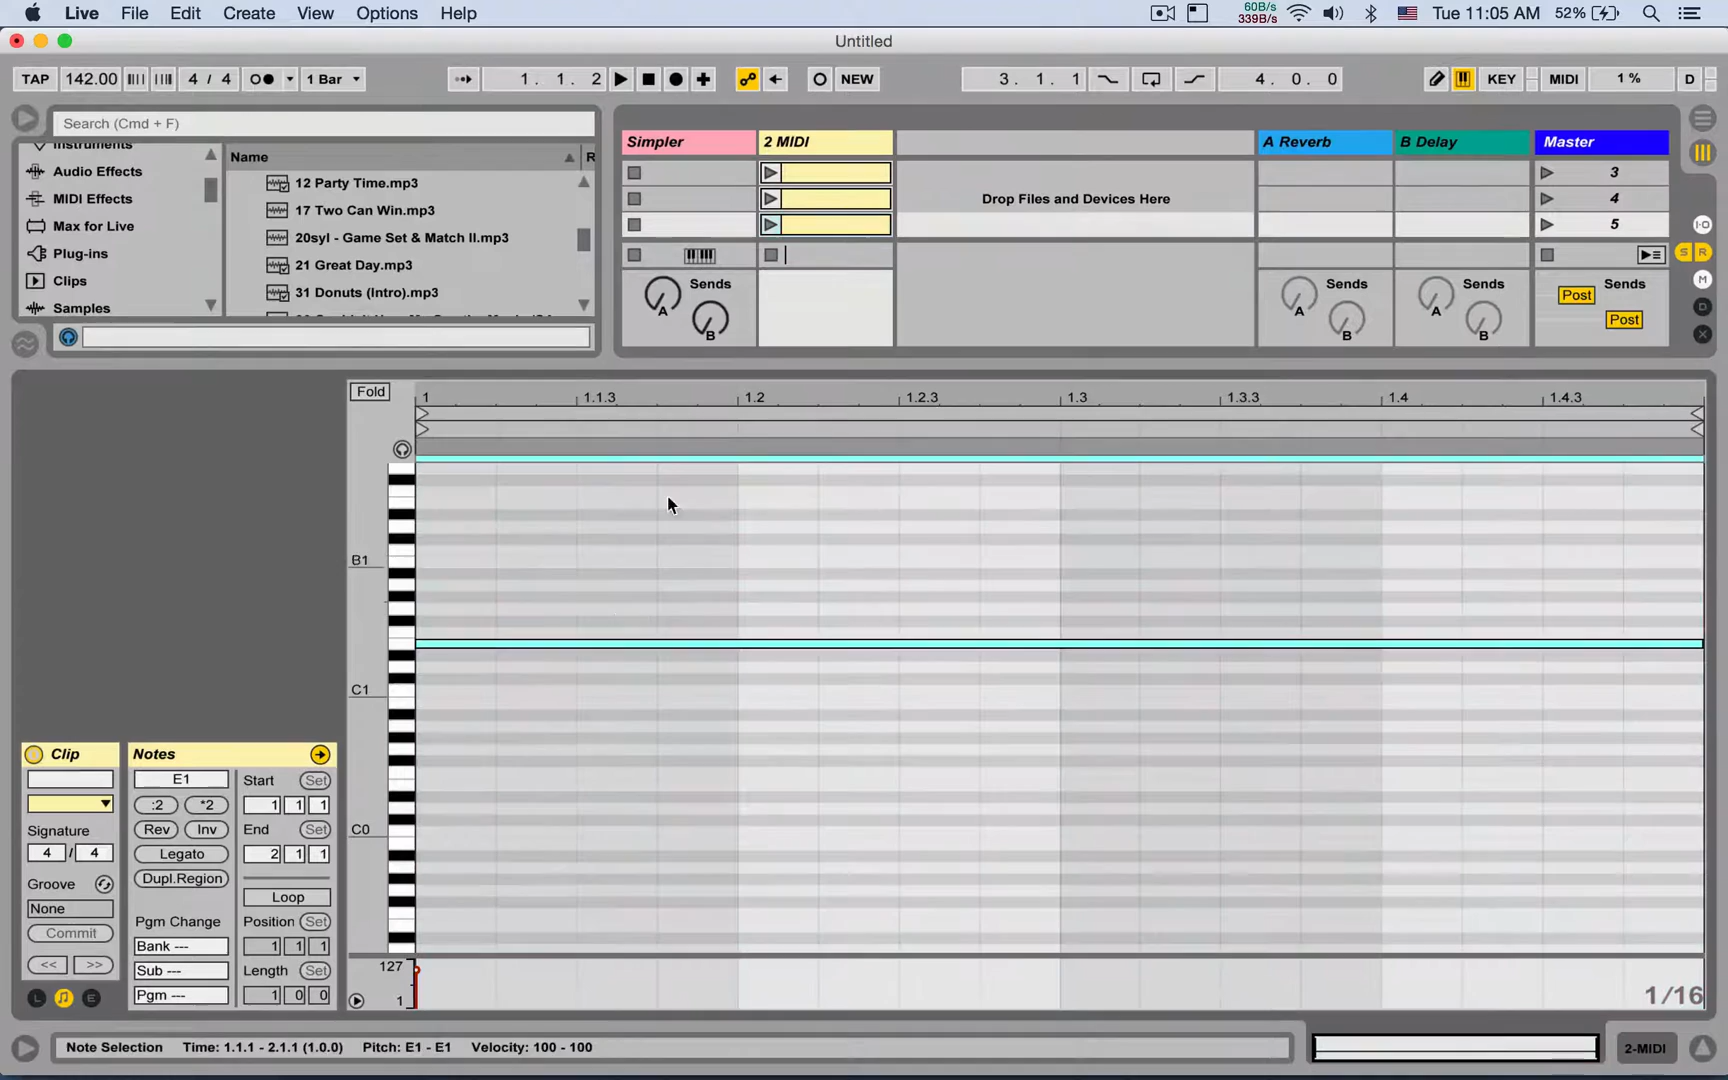 Live File Edit Create View Options Help 60B/s 339B/s Tue 11:05 AM 52%
Untitled
TAP 142.00 4 / 4 1 Bar 1. 1. 2 NEW 3. 1. 1 4. 0. 0 KEY MIDI 1 % D
Search (Cmd + F)
Instruments
Audio Effects
MIDI Effects
Max for Live
Plug-ins
Clips
Samples
Name R
12 Party Time.mp3
17 Two Can Win.mp3
20syl - Game Set & Match II.mp3
21 Great Day.mp3
31 Donuts (Intro).mp3
Simpler 2 MIDI A Reverb B Delay Master
3
Drop Files and Devices Here 4
5
Sends Sends Sends Sends
A B A B A B Post Post
I-O
S R
M
D
X
Fold 1 1.1.3 1.2 1.2.3 1.3 1.3.3 1.4 1.4.3
B1
C1
C0
127
1
1/16
Clip
Signature
4 / 4
Groove
None
Commit
<< >>
L E
Notes
E1
:2 *2
Rev Inv
Legato
Dupl.Region
Pgm Change
Bank ---
Sub ---
Pgm ---
Start Set
1 1 1
End Set
2 1 1
Loop
Position Set
1 1 1
Length Set
1 0 0
Note Selection Time: 1.1.1 - 2.1.1 (1.0.0) Pitch: E1 - E1 Velocity: 100 - 100 2-MIDI